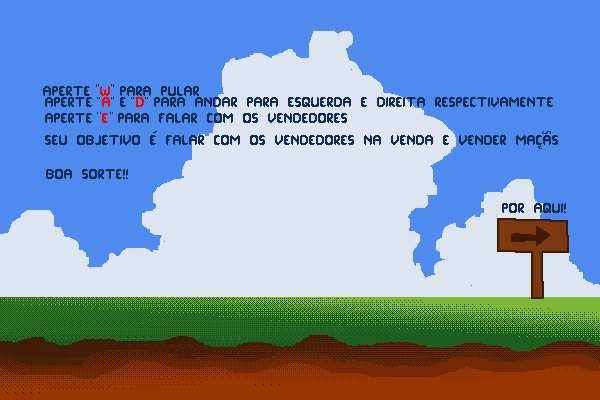 APERTE "W" PARA PULAR
APERTE "A" E "D" PARA ANDAR PARA ESQUERDA E DIREITA RESPECTIVAMENTE
APERTE "E" PARA FALAR COM OS VENDEDORES
SEU OBJETIVO É FALAR COM OS VENDEDORES NA VENDA E VENDER MAÇÃS
BOA SORTE!!
POR AQUI!